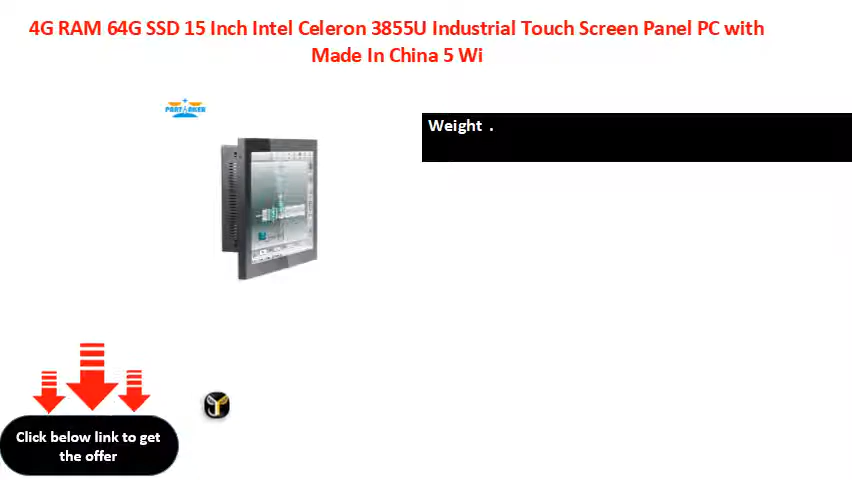 4G RAM 64G SSD 15 Inch Intel Celeron 3855U Industrial Touch Screen Panel PC with
Made In China 5 Wi
PARTAKER
Weight .
Click below link to get
the offer